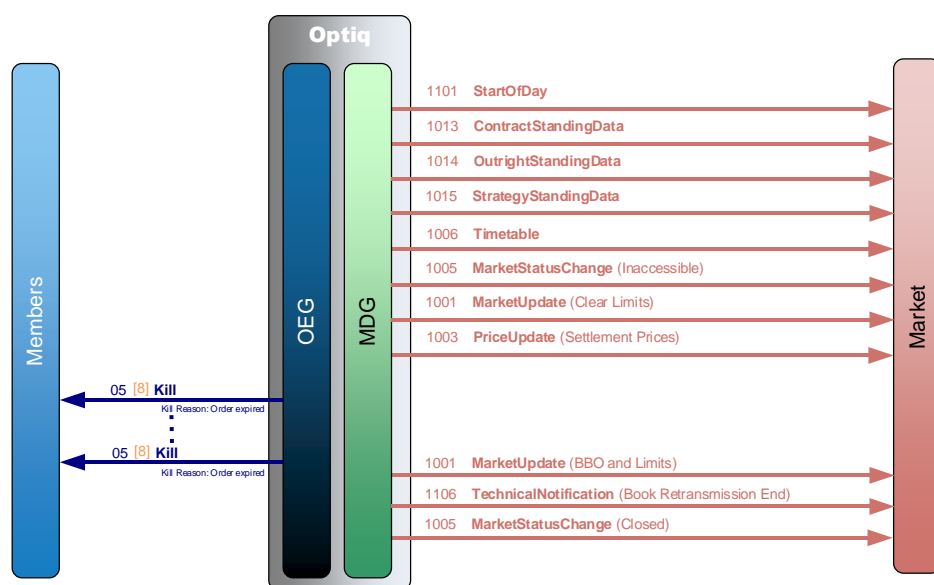 Optiq
Members
OEG
MDG
Market
1101 StartOfDay
1013 ContractStandingData
1014 OutrightStandingData
1015 StrategyStandingData
1006 Timetable
1005 MarketStatusChange (Inaccessible)
1001 MarketUpdate (Clear Limits)
1003 PriceUpdate (Settlement Prices)
05 [8] Kill
Kill Reason: Order expired
05 [8] Kill
Kill Reason: Order expired
1001 MarketUpdate (BBO and Limits)
1106 TechnicalNotification (Book Retransmission End)
1005 MarketStatusChange (Closed)